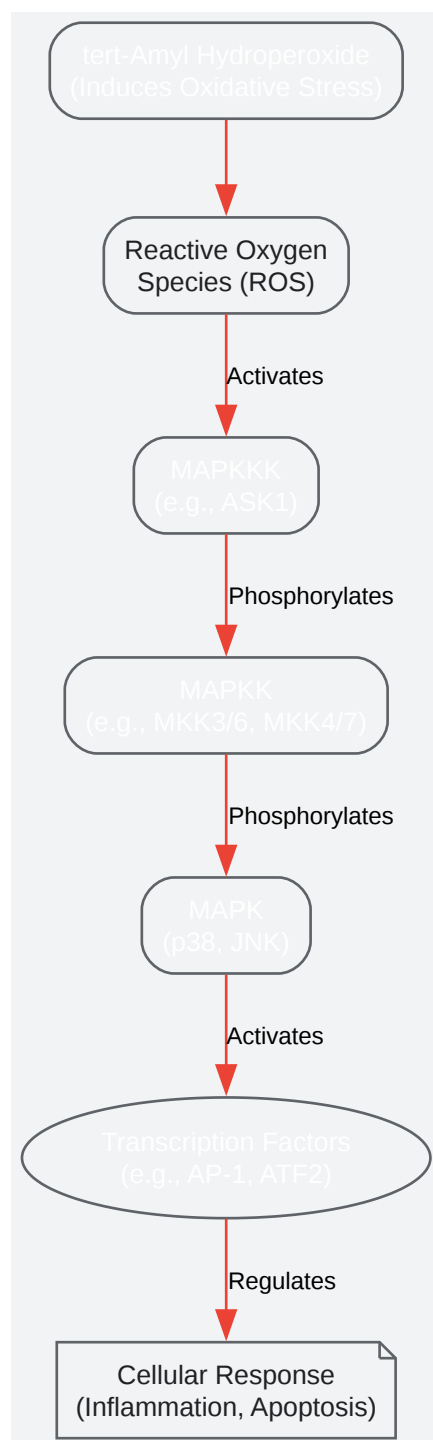 tert-Amyl Hydroperoxide
(Induces Oxidative Stress)
Reactive Oxygen
Species (ROS)
Activates
MAPKKK
(e.g., ASK1)
Phosphorylates
MAPKK
(e.g., MKK3/6, MKK4/7)
Phosphorylates
MAPK
(p38, JNK)
Activates
Transcription Factors
(e.g., AP-1, ATF2)
Regulates
Cellular Response
(Inflammation, Apoptosis)